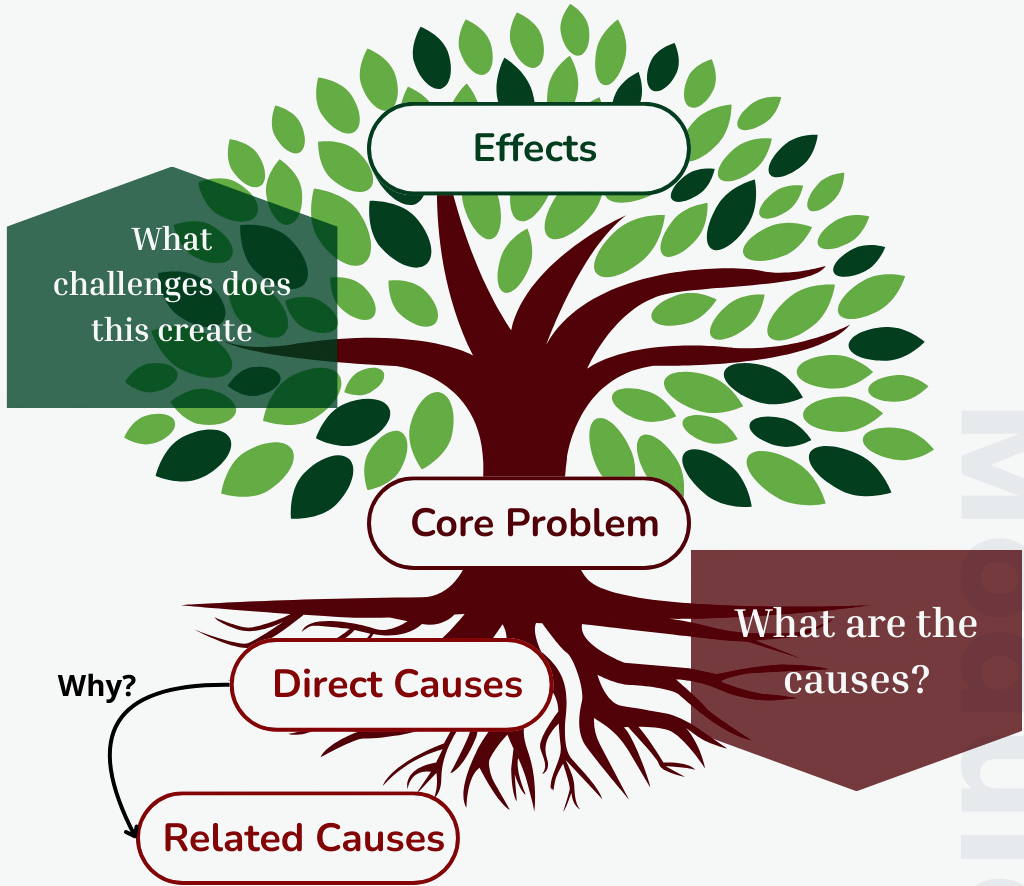 Effects
What
challenges does
this create
Core Problem
What are the
causes?
Direct Causes
Why?
Related Causes